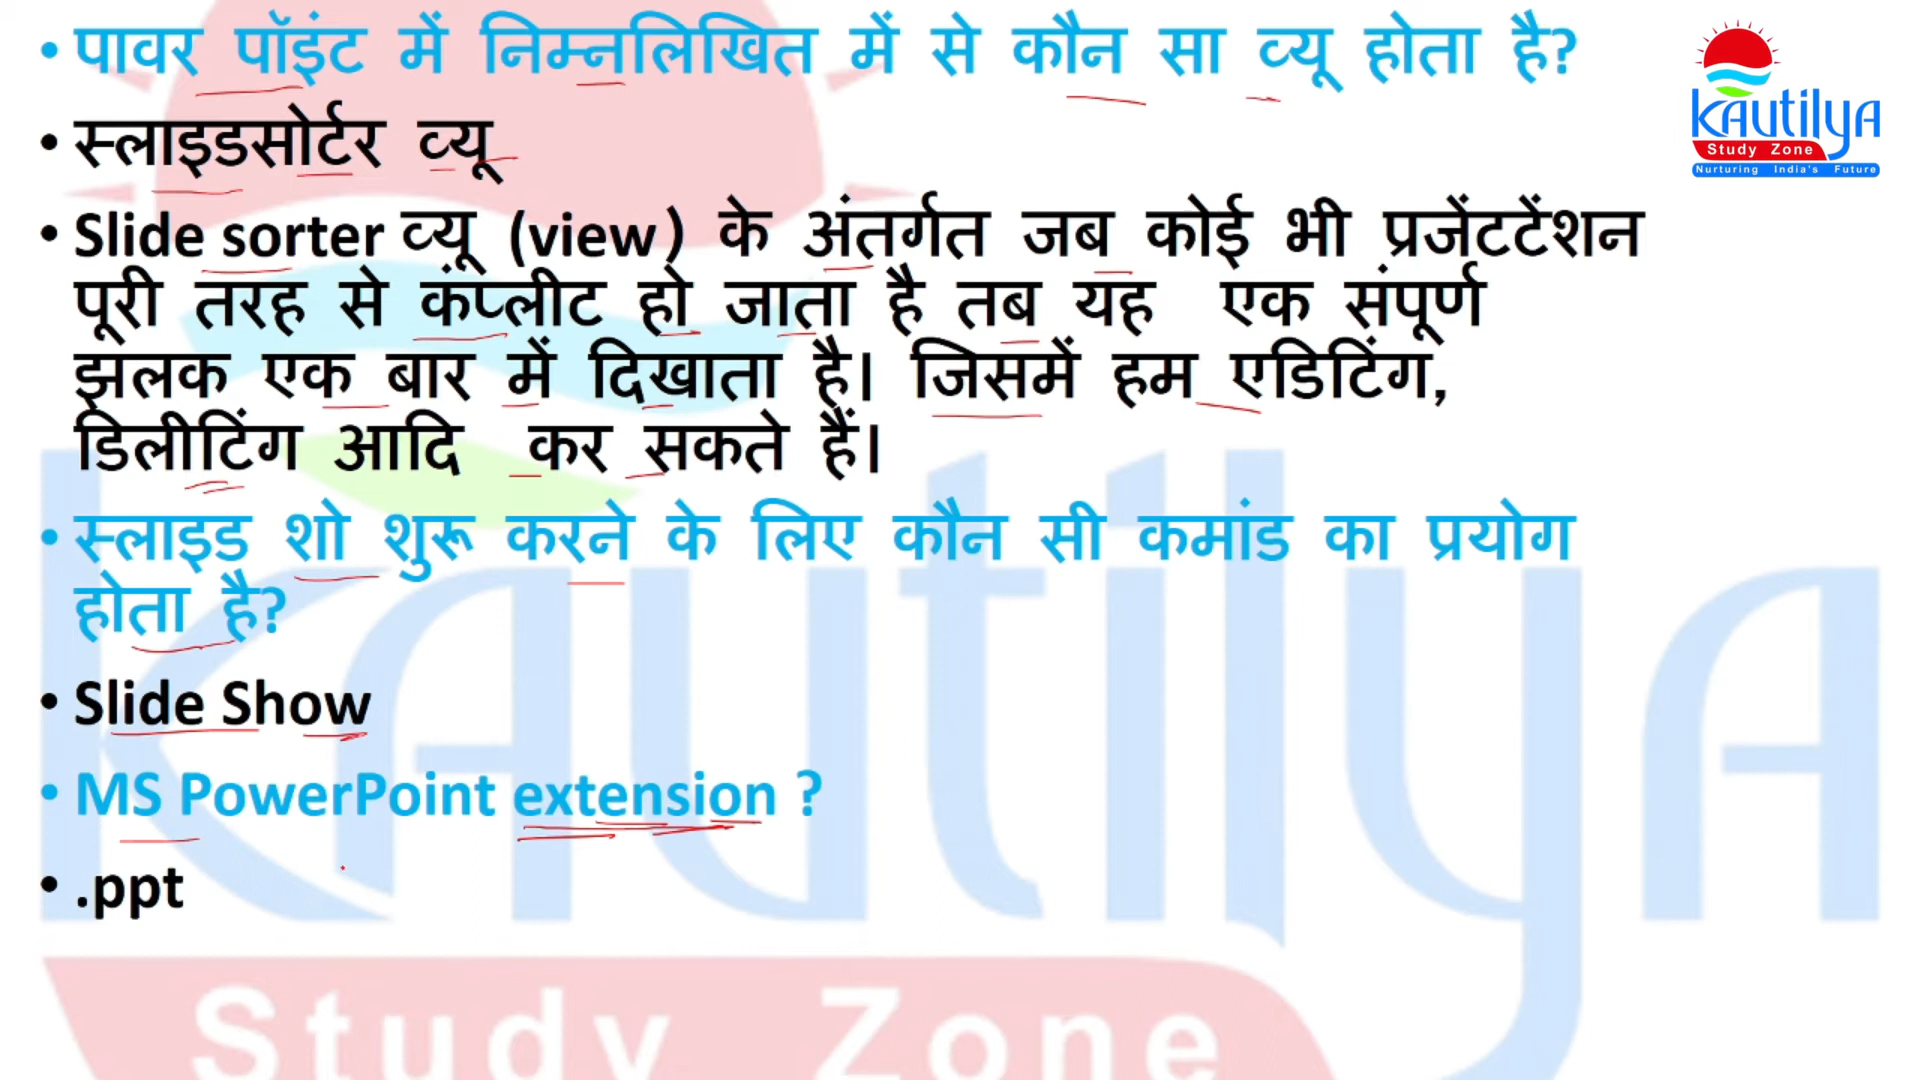 • पावर पॉइंट में निम्नलिखित में से कौन सा व्यू होता है?
• स्लाइडसोर्टर व्यू
• Slide sorter व्यू (view) के अंतर्गत जब कोई भी प्रजेंटटेंशन
पूरी तरह से कंप्लीट हो जाता है तब यह एक संपूर्ण
झलक एक बार में दिखाता है। जिसमें हम एडिटिंग,
डिलीटिंग आदि कर सकते हैं।
• स्लाइड शो शुरू करने के लिए कौन सी कमांड का प्रयोग
होता है?
• Slide Show
• MS PowerPoint extension ?
• .ppt
Kautilya
Study Zone
Nurturing India's Future
Kautilya
Study Zone